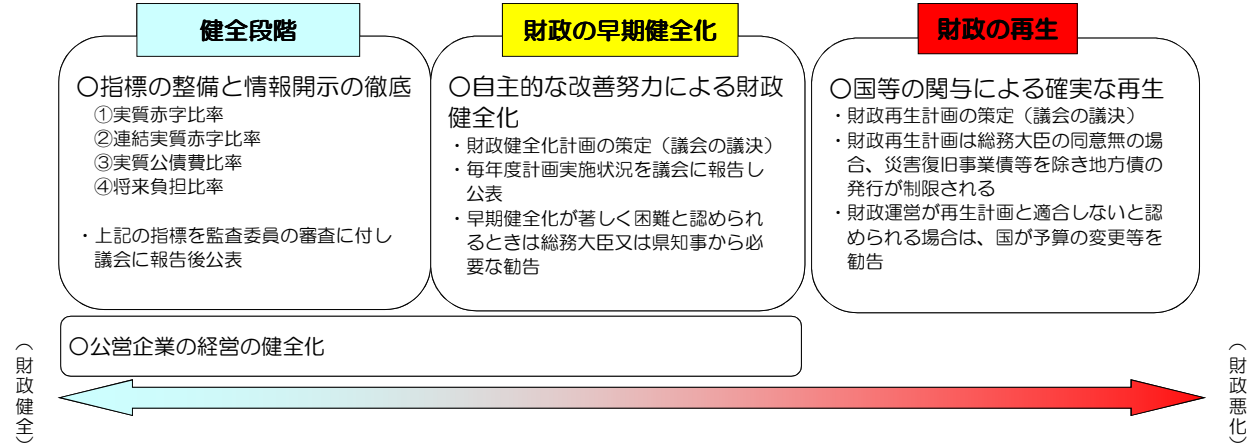 健全段階
〇指標の整備と情報開示の徹底
①実質赤字比率
②連結実質赤字比率
③実質公債費比率
④将来負担比率
・上記の指標を監査委員の審査に付し
議会に報告後公表
財政の早期健全化
〇自主的な改善努力による財政
健全化
・財政健全化計画の策定（議会の議決）
・毎年度計画実施状況を議会に報告し
公表
・早期健全化が著しく困難と認められ
るときは総務大臣又は県知事から必
要な勧告
財政の再生
〇国等の関与による確実な再生
・財政再生計画の策定（議会の議決）
・財政再生計画は総務大臣の同意無の場
合、災害復旧事業債等を除き地方債の
発行が制限される
・財政運営が再生計画と適合しないと認
められる場合は、国が予算の変更等を
勧告
〇公営企業の経営の健全化
（財政健全）
（財政悪化）